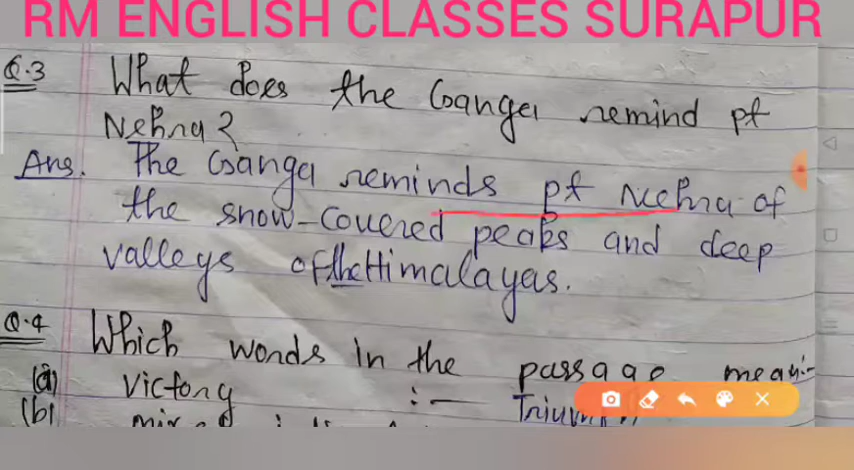 RM ENGLISH CLASSES SURAPUR
Q.3 What does the Ganga remind pt
Nehru?
Ans. The Ganga reminds pt Nehru of
the snow-covered peaks and deep
valleys of the Himalayas.
Q.4 Which words in the passage mean:-
(a) victory :- Trium
(b)